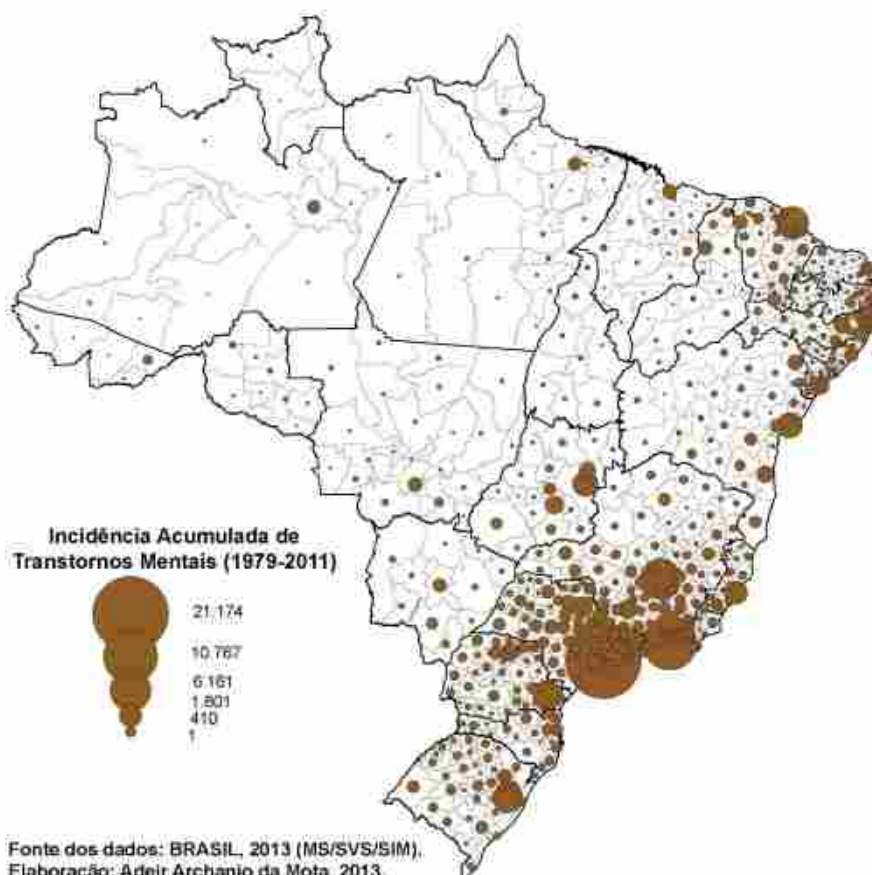 Incidência Acumulada de
Transtornos Mentais (1979-2011)
21.174
10.767
6.161
1.801
410
1
Fonte dos dados: BRASIL, 2013 (MS/SVS/SIM).
Elaboração: Adeir Archanjo da Mota, 2013.